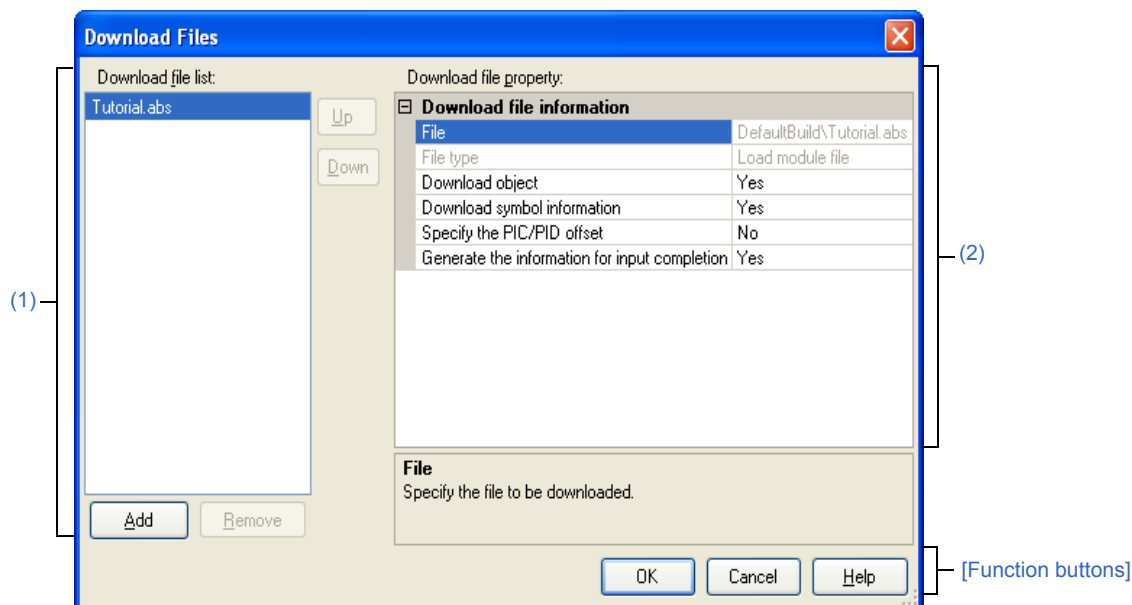 Download Files
Download file list:
Download file property:
Tutorial.abs
Up
Down
Download file information
File DefaultBuild\Tutorial.abs
File type Load module file
Download object Yes
Download symbol information Yes
Specify the PIC/PID offset No
Generate the information for input completion Yes
(1)
(2)
File
Specify the file to be downloaded.
Add Remove
OK Cancel Help
[Function buttons]